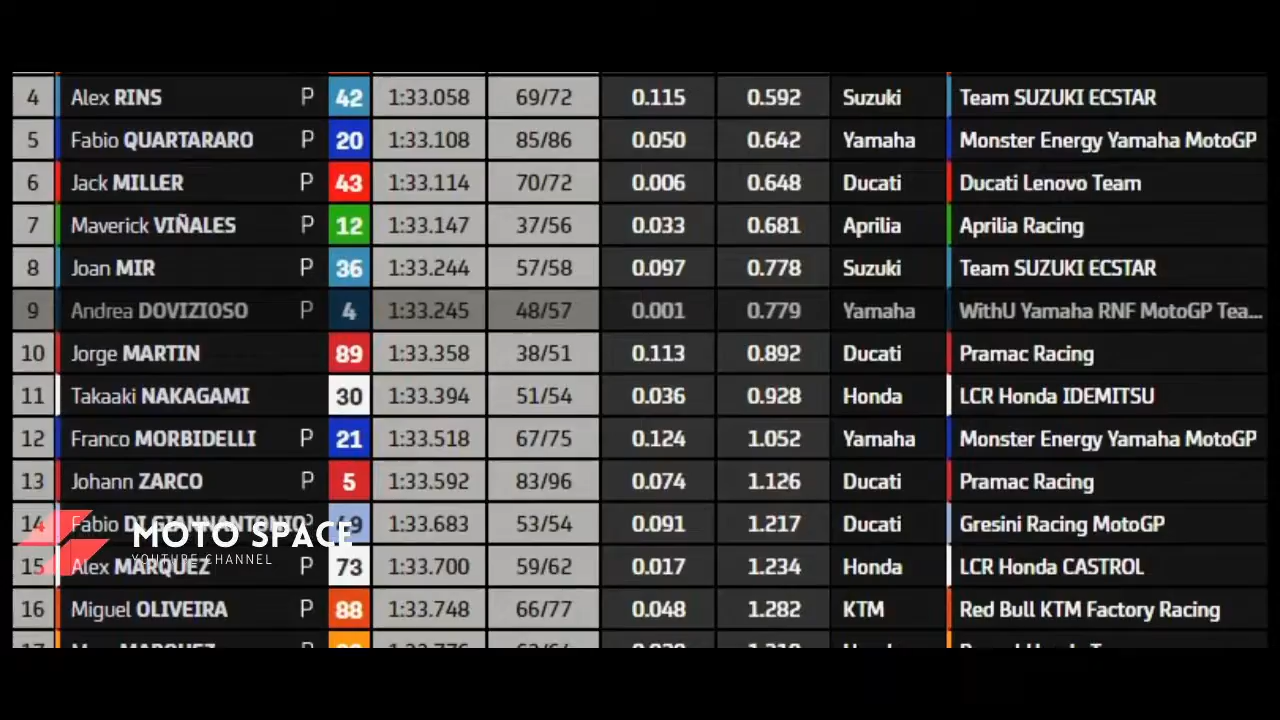 4 Alex RINS P 42 1:33.058 69/72 0.115 0.592 Suzuki Team SUZUKI ECSTAR
5 Fabio QUARTARARO P 20 1:33.108 85/86 0.050 0.642 Yamaha Monster Energy Yamaha MotoGP
6 Jack MILLER P 43 1:33.114 70/72 0.006 0.648 Ducati Ducati Lenovo Team
7 Maverick VIÑALES P 12 1:33.147 37/56 0.033 0.681 Aprilia Aprilia Racing
8 Joan MIR P 36 1:33.244 57/58 0.097 0.778 Suzuki Team SUZUKI ECSTAR
9 Andrea DOVIZIOSO P 4 1:33.245 48/57 0.001 0.779 Yamaha WithU Yamaha RNF MotoGP Tea...
10 Jorge MARTIN P 89 1:33.358 38/51 0.113 0.892 Ducati Pramac Racing
11 Takaaki NAKAGAMI 30 1:33.394 51/54 0.036 0.928 Honda LCR Honda IDEMITSU
12 Franco MORBIDELLI P 21 1:33.518 67/75 0.124 1.052 Yamaha Monster Energy Yamaha MotoGP
13 Johann ZARCO P 5 1:33.592 83/96 0.074 1.126 Ducati Pramac Racing
14 Fabio DI GIANNANTONIO P 49 1:33.683 53/54 0.091 1.217 Ducati Gresini Racing MotoGP
MOTO SPACE
YOUTUBE CHANNEL
15 Alex MARQUEZ P 73 1:33.700 59/62 0.017 1.234 Honda LCR Honda CASTROL
16 Miguel OLIVEIRA P 88 1:33.748 66/77 0.048 1.282 KTM Red Bull KTM Factory Racing